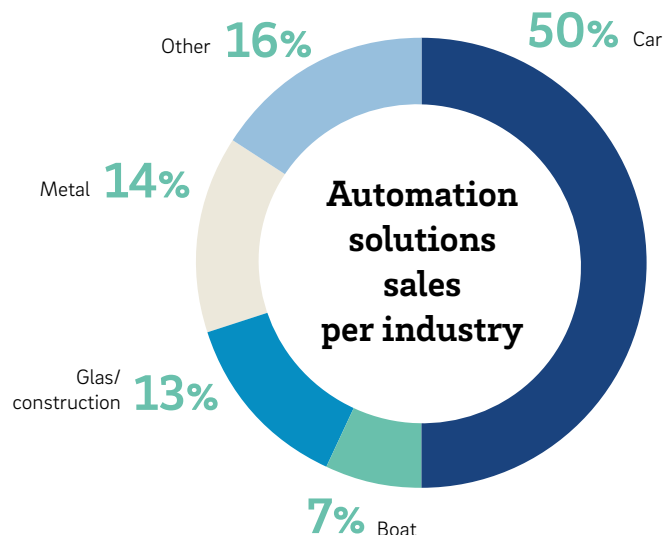 50% Car
Other 16%
Metal 14%
Automation
solutions
sales
per industry
Glas/
construction 13%
7% Boat